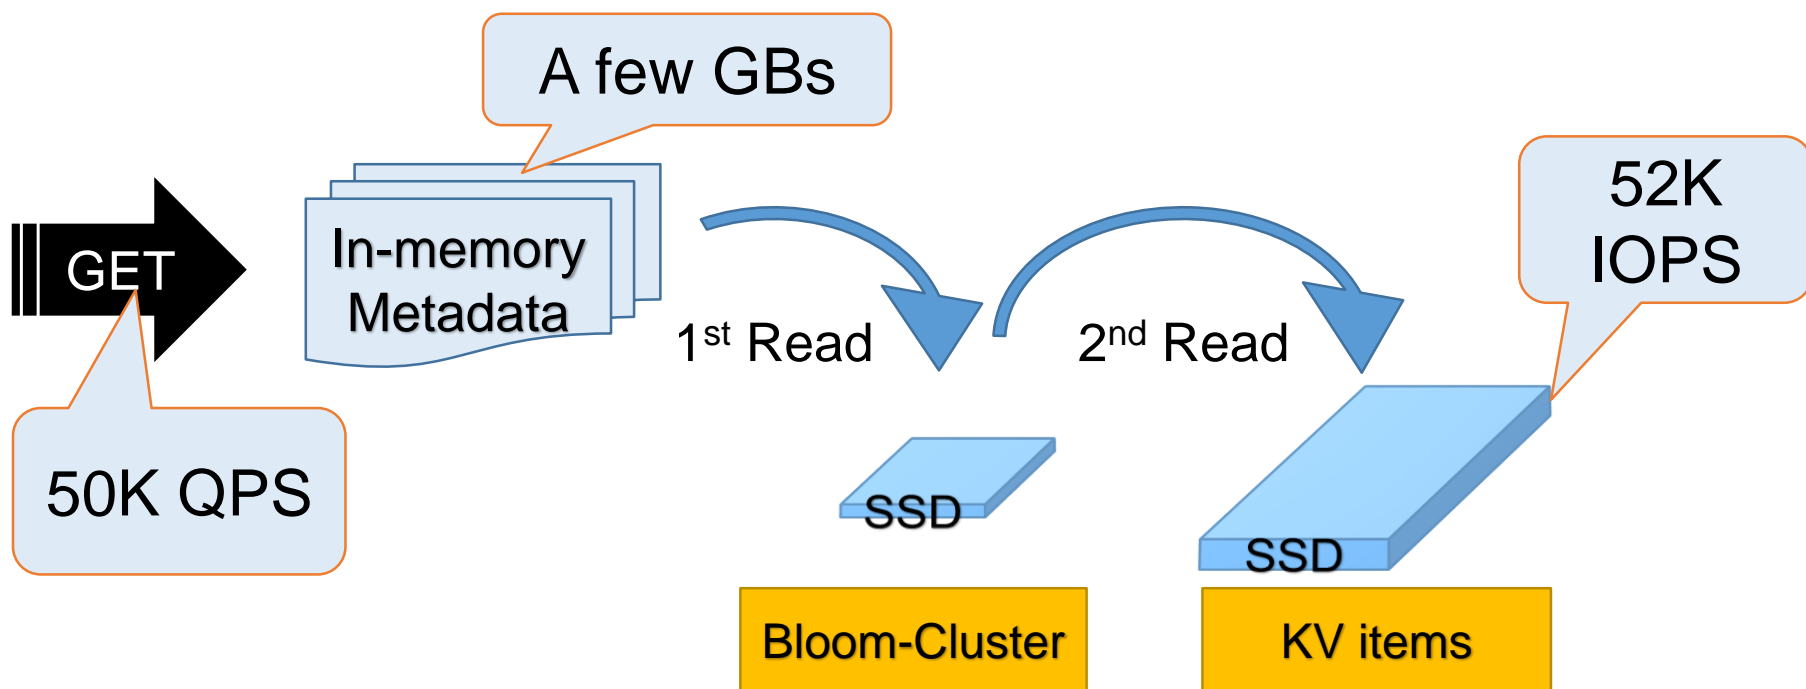 A few GBs
52K
IOPS
GET
In-memory
Metadata
1st Read
2nd Read
50K QPS
SSD
SSD
Bloom-Cluster
KV items